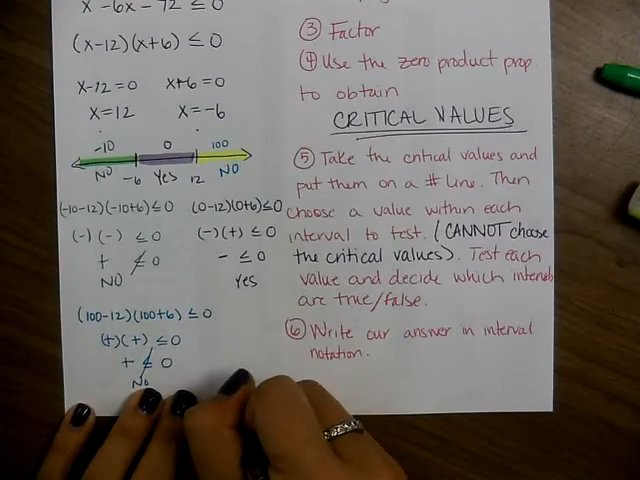 x - 6x - 72 ≤ 0
(x-12)(x+6) ≤ 0
x-12=0 x+6=0
x=12 x=-6
-10 0 100
NO -6 Yes 12 NO
(-10-12)(-10+6)≤0 (0-12)(0+6)≤0
(-)(-) ≤0 (-)(+) ≤0
+ ≰ 0 - ≤ 0
NO Yes
(100-12)(100+6) ≤0
(+)(+) ≤0
+ ≰ 0
No
③ Factor
④ Use the zero product prop
to obtain
CRITICAL VALUES
⑤ Take the critical values and
put them on a # line. Then
choose a value within each
interval to test. (CANNOT choose
the critical values). Test each
value and decide which intervals
are true/false.
⑥ Write our answer in interval
notation.